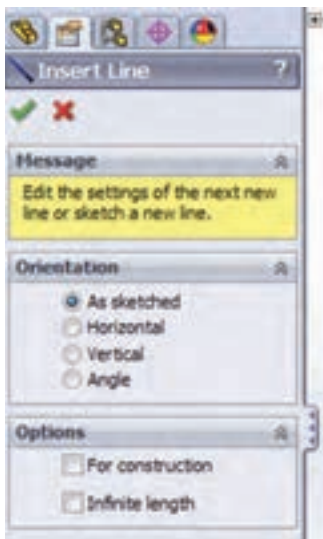 Insert Line ?
Message
Edit the settings of the next new
line or sketch a new line.
Orientation
As sketched
Horizontal
Vertical
Angle
Options
For construction
Infinite length